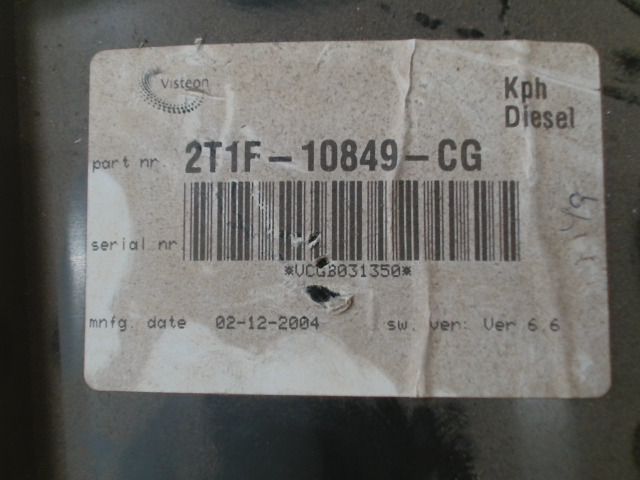 Visteon
Kph
Diesel
part nr. 2T1F-10849-CG
serial nr
*VCGB031350*
mnfg. date 02-12-2004 sw. ver: Ver 6.6